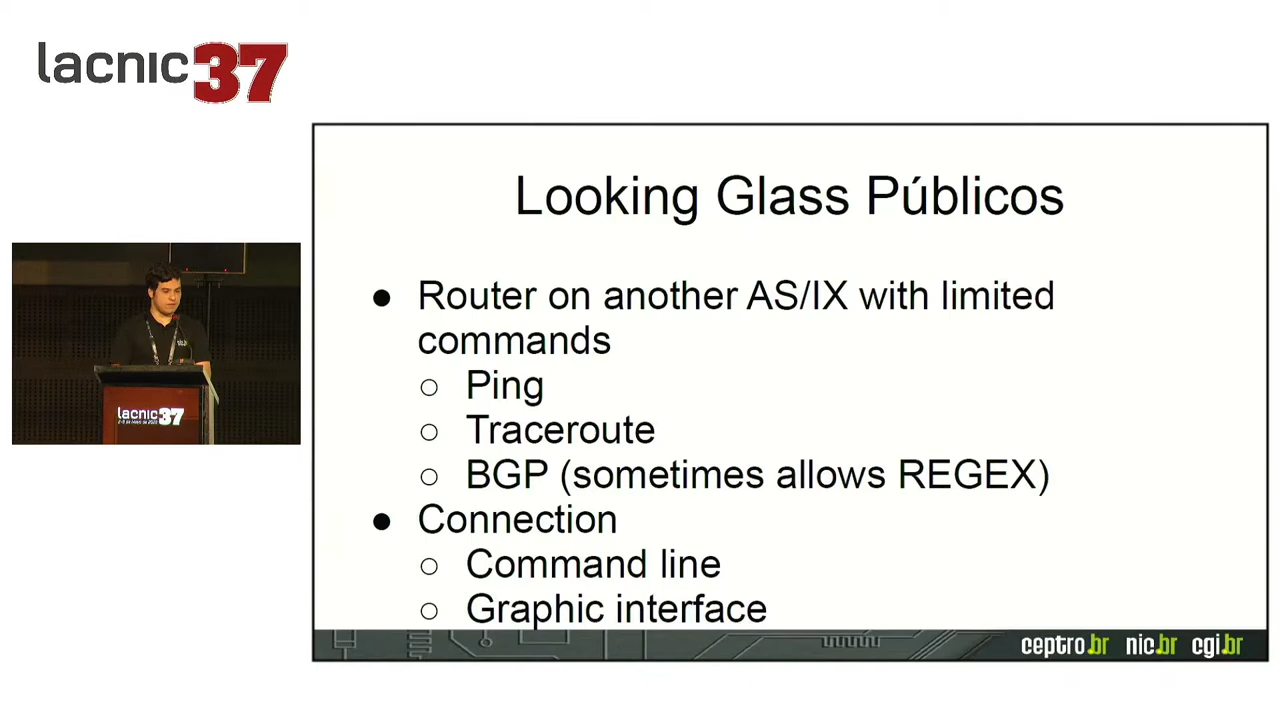 lacnic37
Looking Glass Públicos
● Router on another AS/IX with limited
commands
○ Ping
○ Traceroute
○ BGP (sometimes allows REGEX)
● Connection
○ Command line
○ Graphic interface
ceptro.br nic.br cgi.br
lacnic37